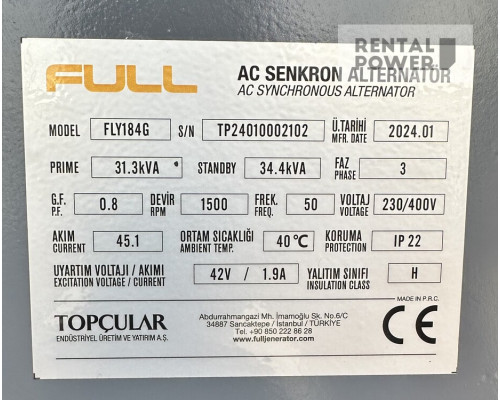 RENTAL
POWER
FULL
AC SENKRON ALTERNATÖR
AC SYNCHRONOUS ALTERNATOR
MODEL FLY184G S/N TP24010002102 Ü.TARİHİ MFR. DATE 2024.01
PRIME 31.3kVA STANDBY 34.4kVA FAZ PHASE 3
G.F. P.F. 0.8 DEVİR RPM 1500 FREK. FREQ. 50 VOLTAJ VOLTAGE 230/400V
AKIM CURRENT 45.1 ORTAM SICAKLIĞI AMBIENT TEMP. 40℃ KORUMA PROTECTION IP 22
UYARTIM VOLTAJI / AKIMI EXCITATION VOLTAGE / CURRENT 42V / 1.9A YALITIM SINIFI INSULATION CLASS H
MADE IN P.R.C.
TOPÇULAR
ENDÜSTRİYEL ÜRETİM VE YATIRIM A.Ş.
Abdurrahmangazi Mh. İmamoğlu Sk. No.6/C
34887 Sancaktepe / İstanbul / TÜRKİYE
Tel.+90 850 222 86 28
www.fulljenerator.com
CE